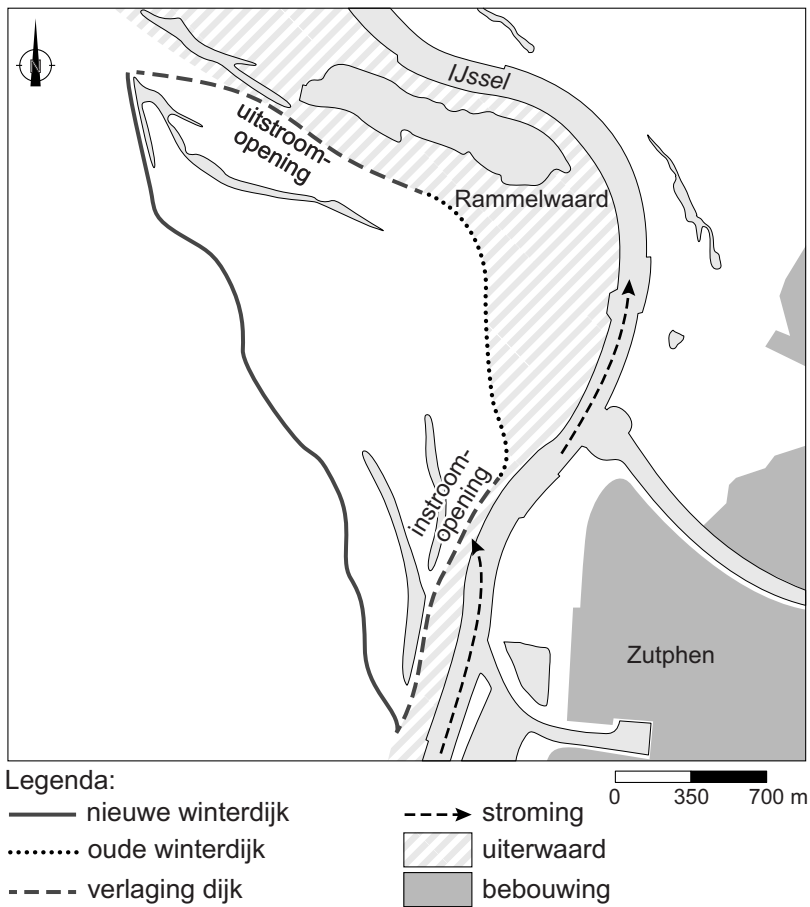 N
IJssel
uitstroom-
opening
Rammelwaard
instroom-
opening
Zutphen
Legenda:
nieuwe winterdijk
oude winterdijk
verlaging dijk
stroming
uiterwaard
bebouwing
0 350 700 m